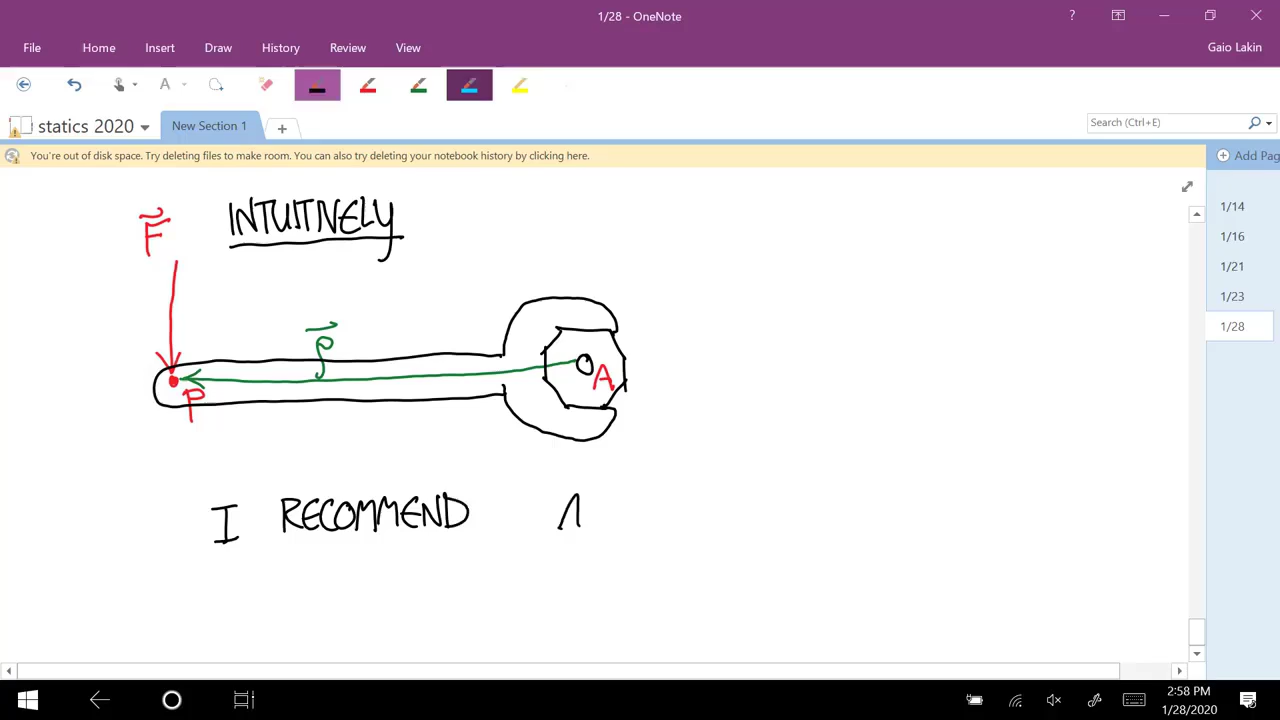 1/28 - OneNote
?
File Home Insert Draw History Review View
Gaio Lakin
A
statics 2020
New Section 1
+
Search (Ctrl+E)
You're out of disk space. Try deleting files to make room. You can also try deleting your notebook history by clicking here.
Add Pag
1/14
1/16
1/21
1/23
1/28
F
INTUITIVELY
ρ
A
P
I RECOMMEND
2:58 PM
1/28/2020